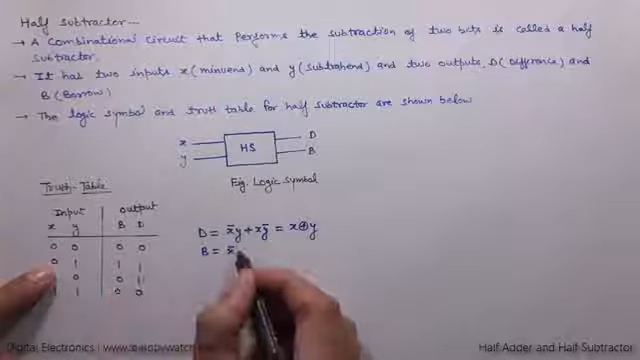 Half Subtractor:--
→ A combinational circuit that performs the subtraction of two bits is called a half
subtractor.
→ It has two inputs x(minuend) and y(subtrahend) and two outputs, D(Difference) and
B(Borrow)
→ The logic symbol and truth table for half subtractor are shown below
x HS D
y B
Fig: Logic symbol
Truth-Table
Input Output
x y B D
0 0 0 0
0 1 1 1
0 0 1
1 0 0
D = x̄y + xȳ = x⊕y
B = x̄
Digital Electronics | www.
Half Adder and Half Subtractor